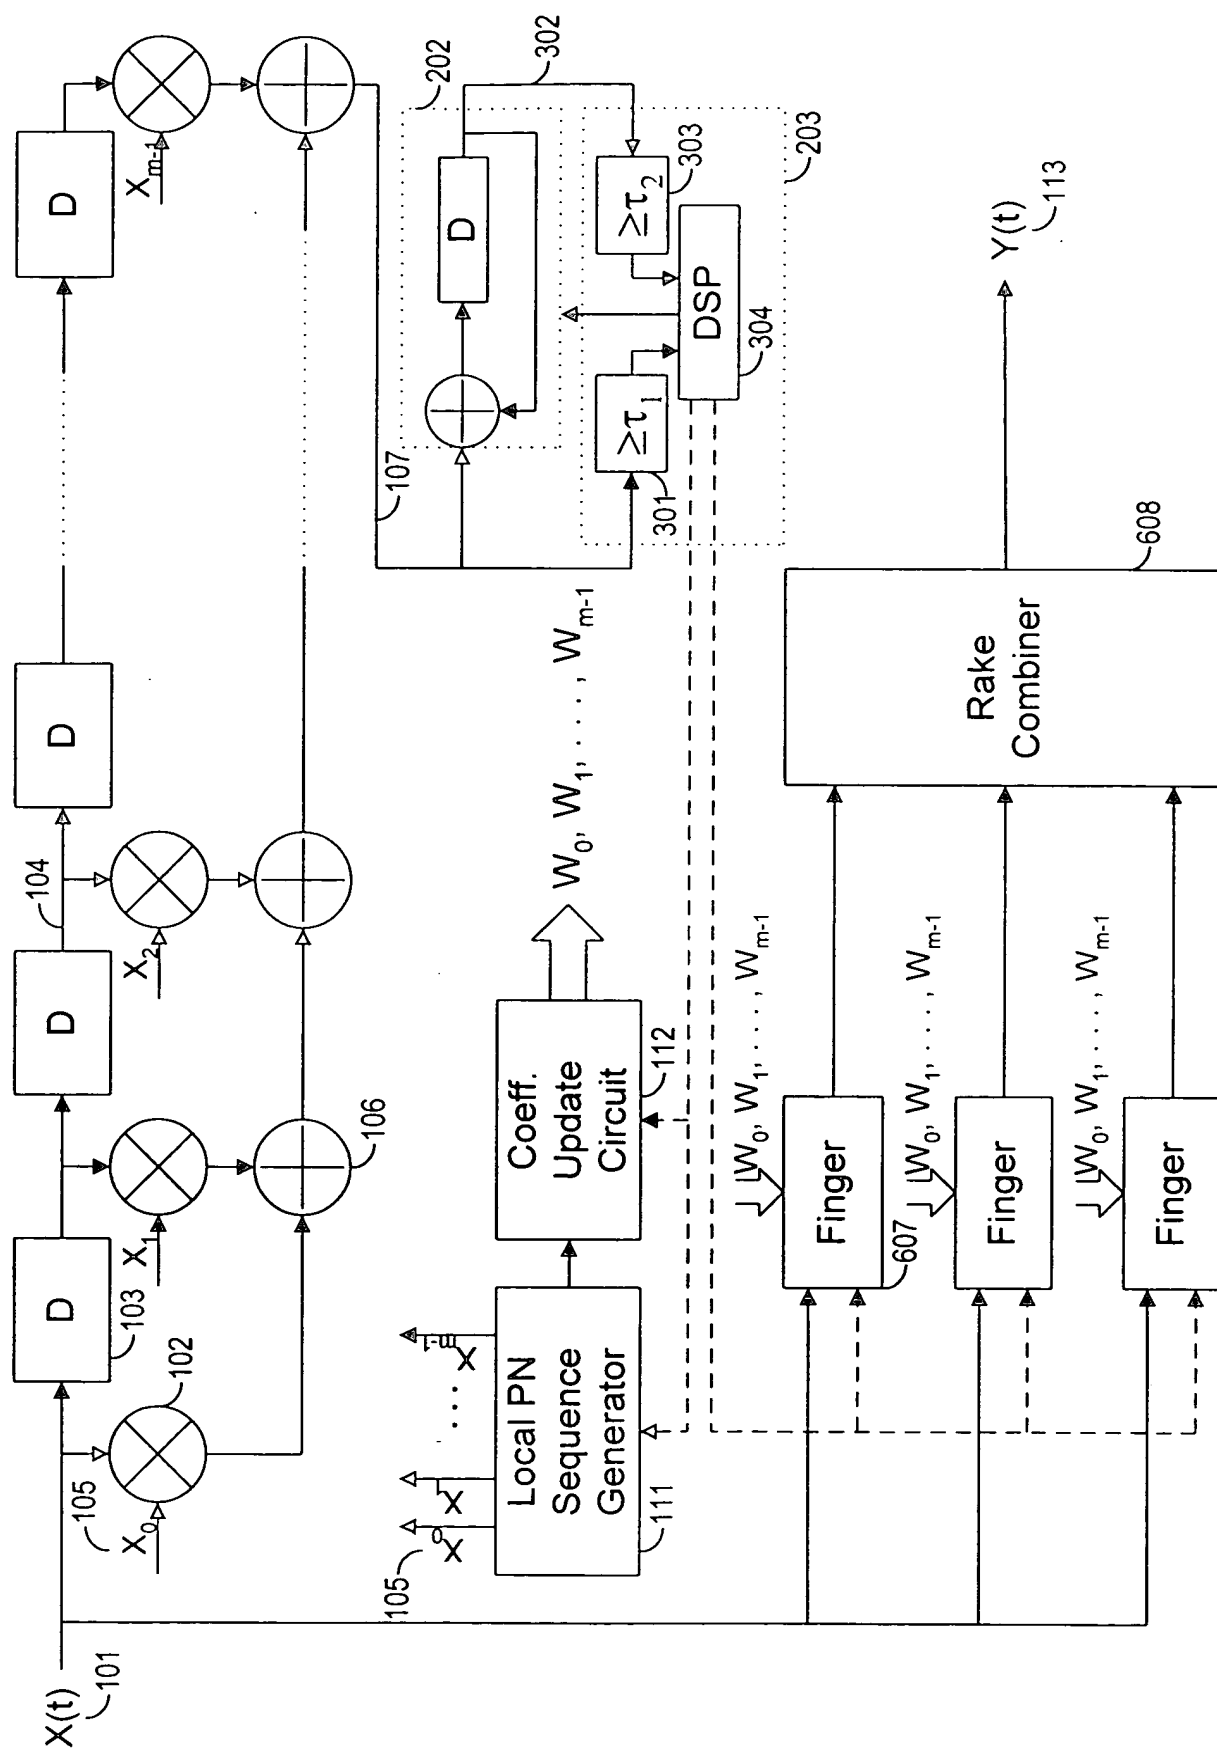 X(t)
101
105
X0
102
D
103
X1
106
D
104
X2
D
D
Xm-1
107
202
D
302
≥τ1
301
≥τ2
303
DSP
304
203
105
X0
X1
. . .
Xm-1
Local PN
Sequence
Generator
111
Coeff.
Update
Circuit
112
W0, W1, . . . , Wm-1
W0, W1, . . . , Wm-1
Finger
607
W0, W1, . . . , Wm-1
Finger
W0, W1, . . . , Wm-1
Finger
Rake
Combiner
608
Y(t)
113